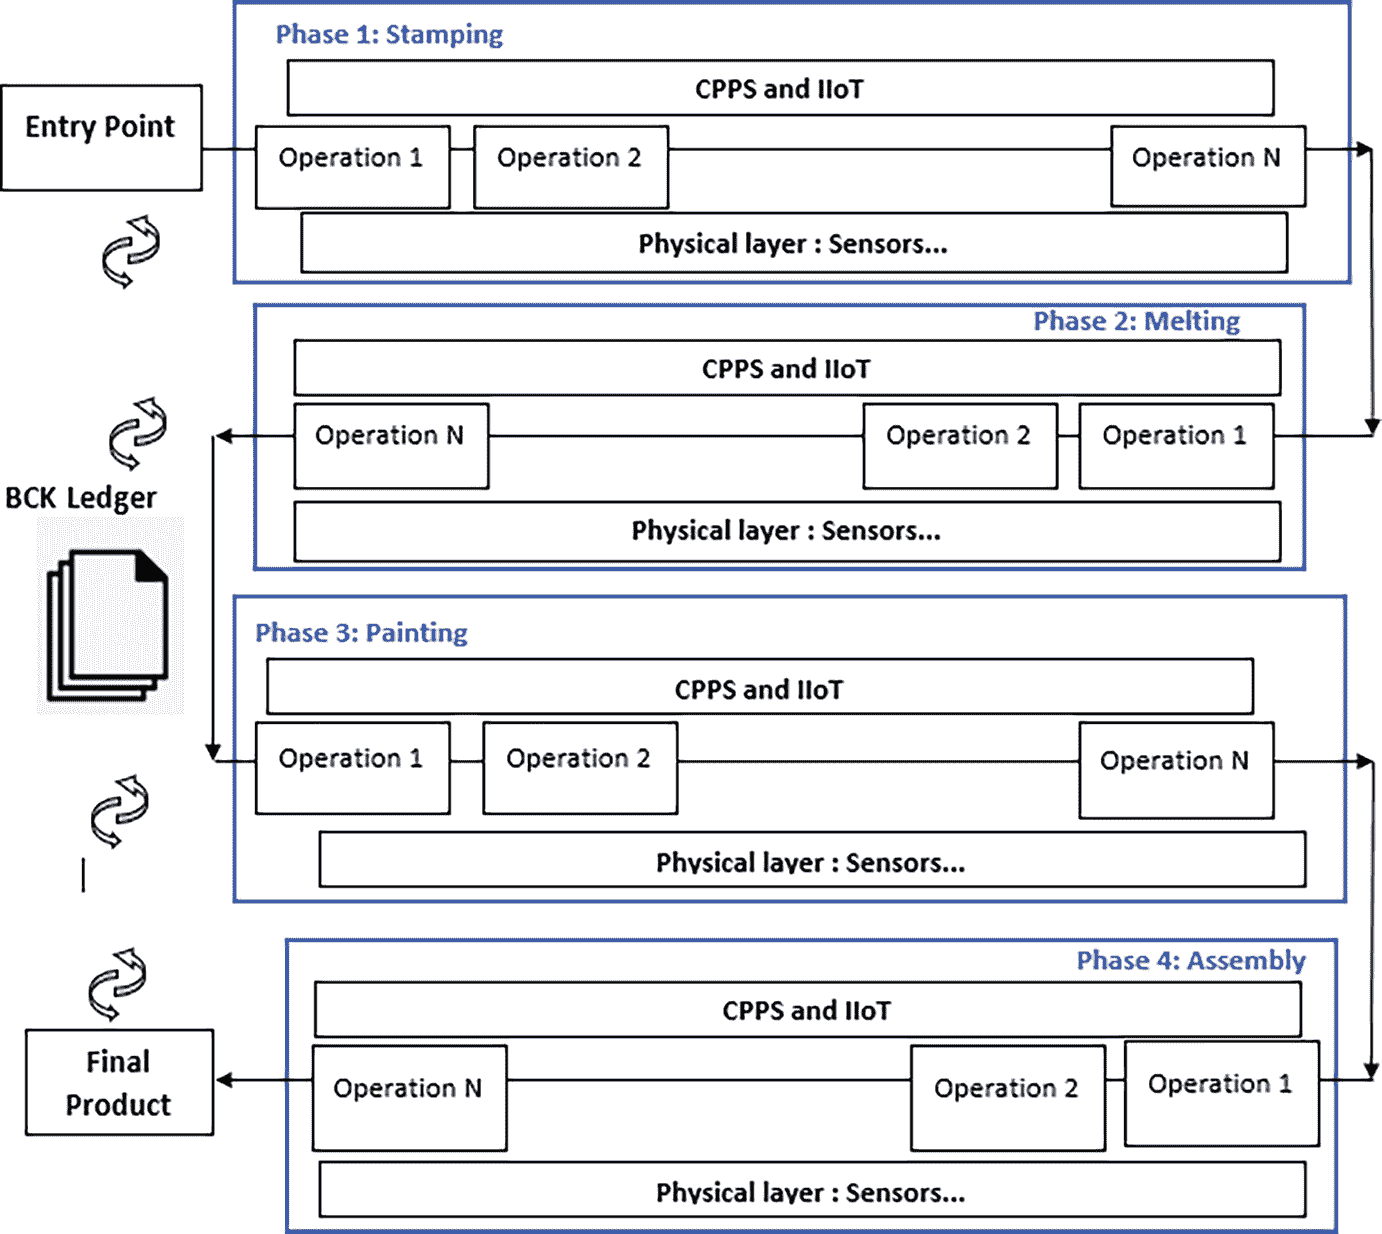 Phase 1: Stamping
CPPS and IIoT
Entry Point
Operation 1
Operation 2
Operation N
Physical layer : Sensors...
Phase 2: Melting
CPPS and IIoT
Operation N
Operation 2
Operation 1
BCK Ledger
Physical layer : Sensors...
Phase 3: Painting
CPPS and IIoT
Operation 1
Operation 2
Operation N
Physical layer : Sensors...
Phase 4: Assembly
CPPS and IIoT
Final
Product
Operation N
Operation 2
Operation 1
Physical layer : Sensors...